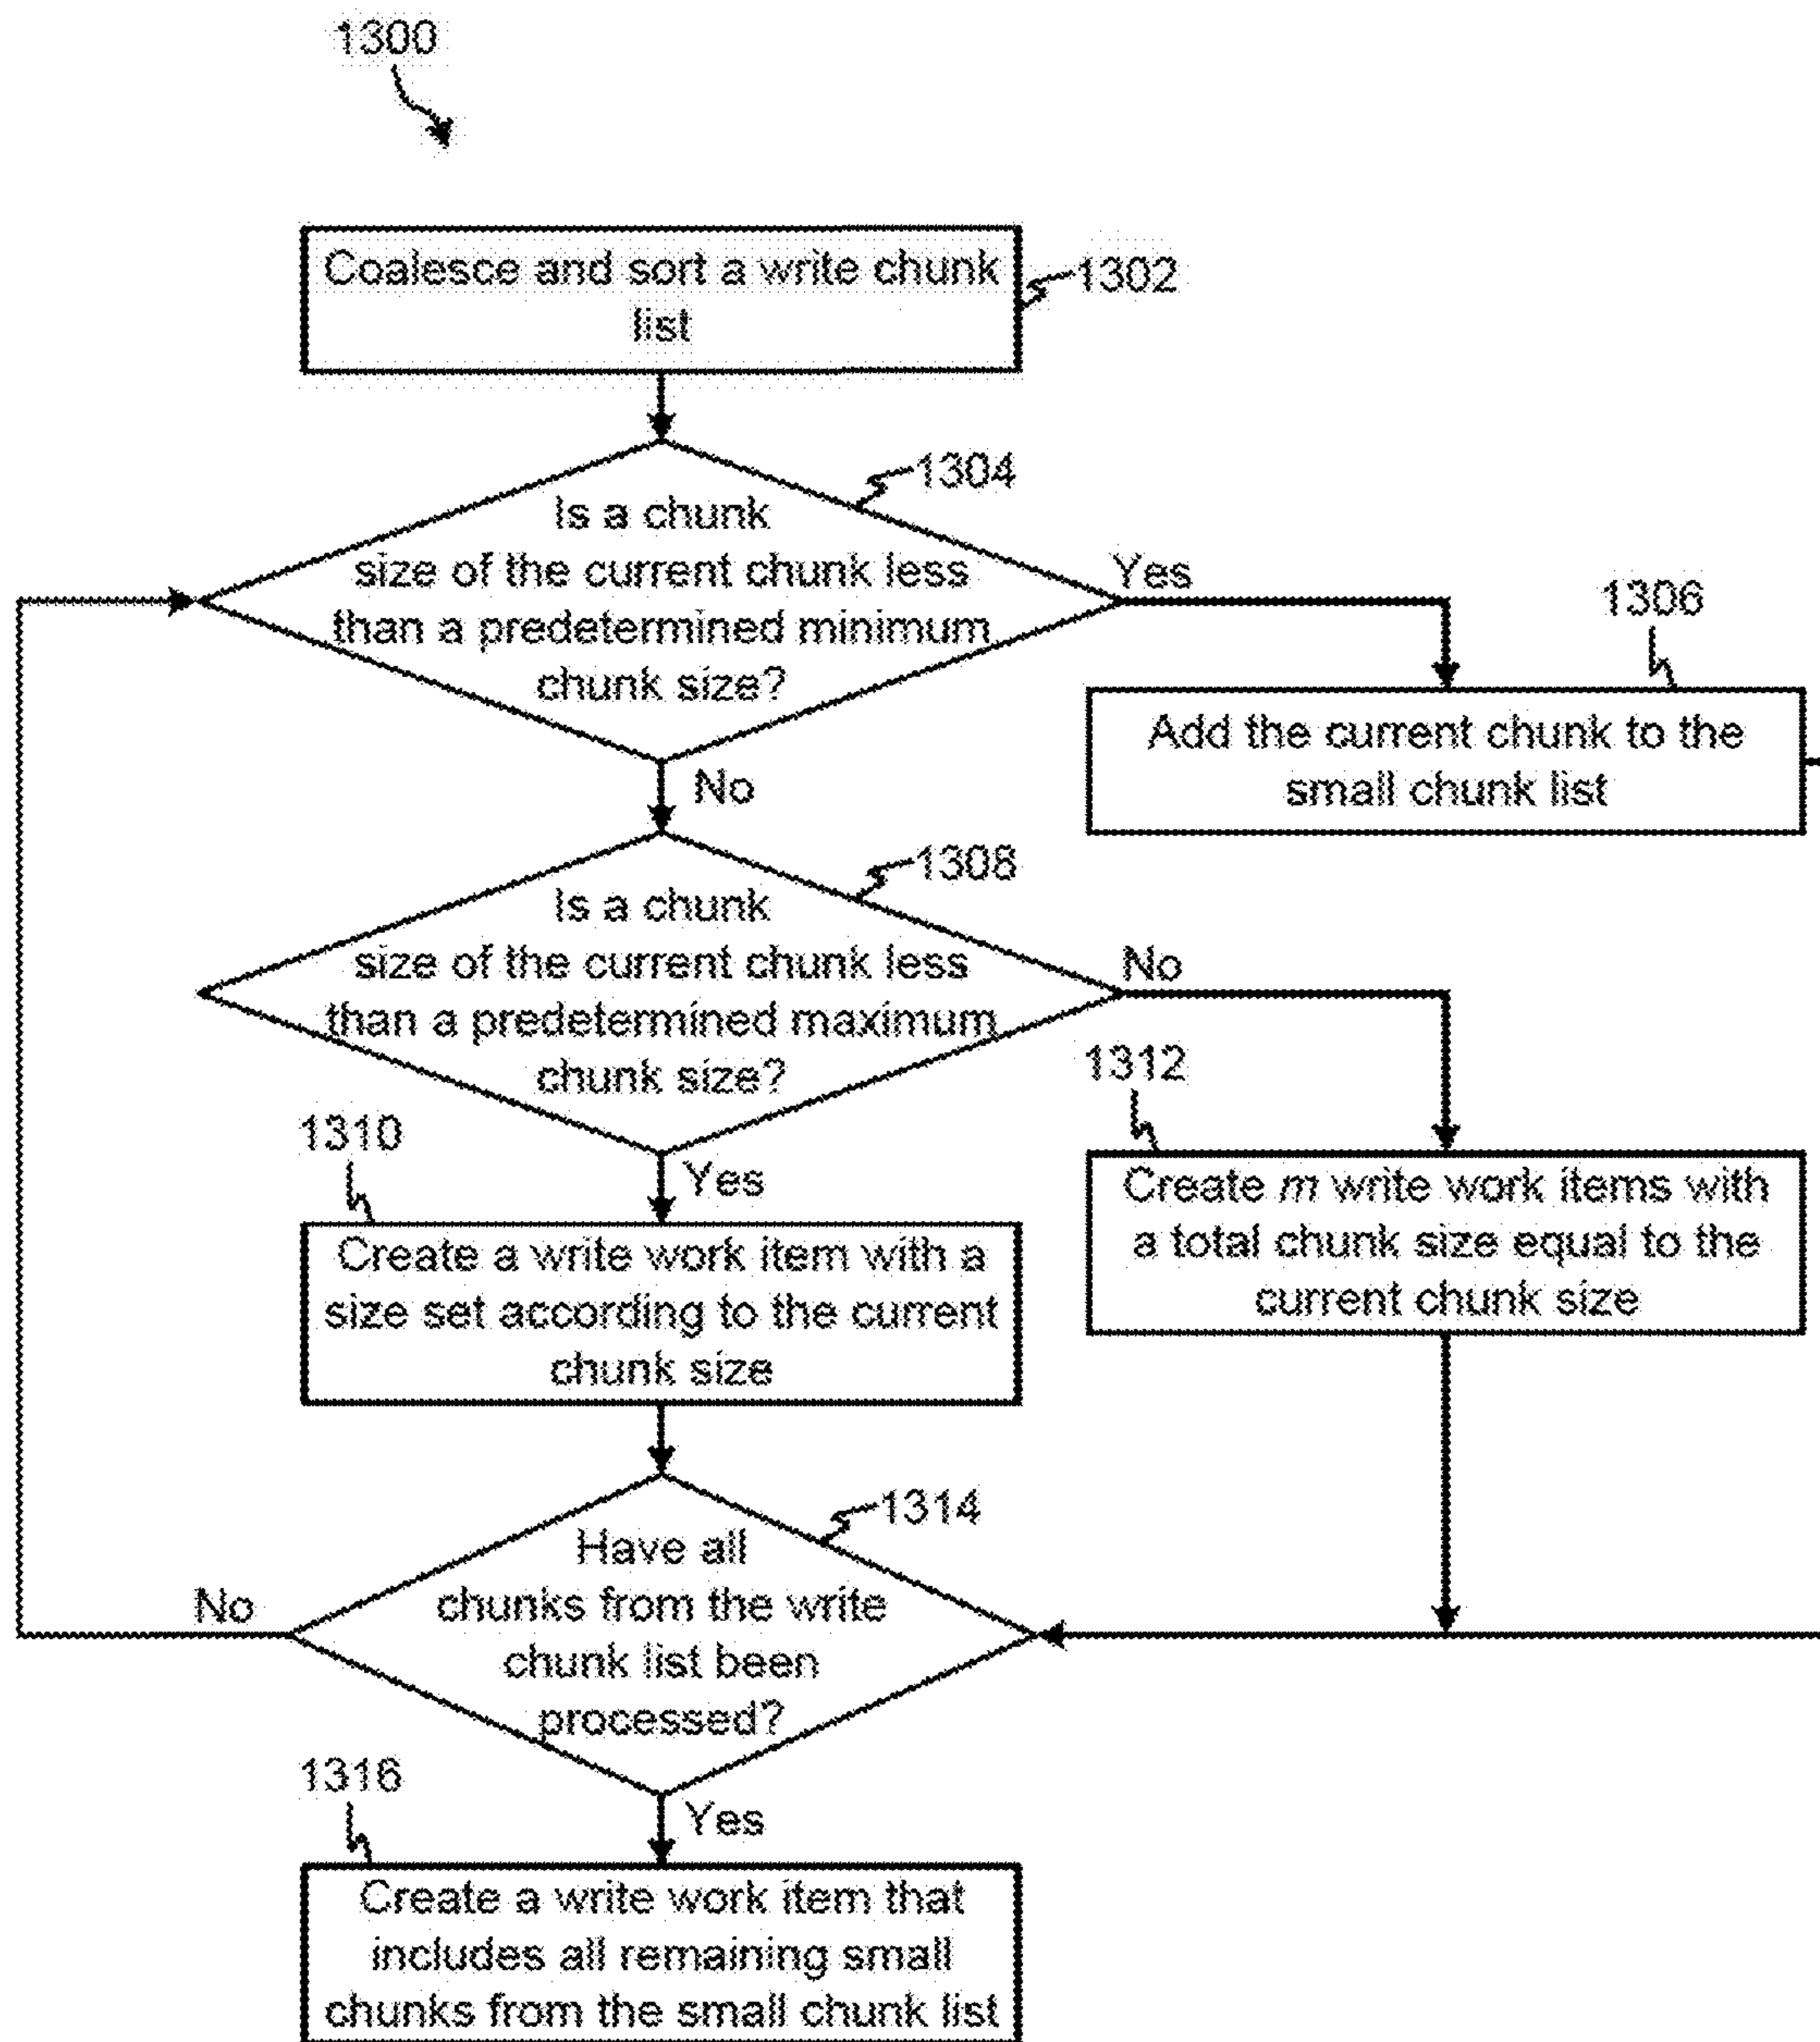 1300
Coalesce and sort a write chunk
list
1302
1304
Is a chunk
size of the current chunk less
than a predetermined minimum
chunk size?
Yes
1306
Add the current chunk to the
small chunk list
No
1308
Is a chunk
size of the current chunk less
than a predetermined maximum
chunk size?
No
1312
Create m write work items with
a total chunk size equal to the
current chunk size
1310
Yes
Create a write work item with a
size set according to the current
chunk size
1314
Have all
chunks from the write
chunk list been
processed?
No
1316
Yes
Create a write work item that
includes all remaining small
chunks from the small chunk list